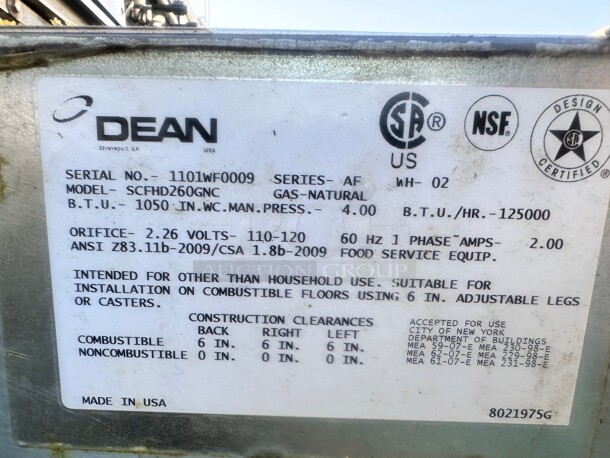 DEAN
Shreveport, LA USA
SA ® US
NSF.
DESIGN CERTIFIED
SERIAL NO.- 1101WF0009 SERIES- AF WH- 02
MODEL- SCFHD260GNC GAS-NATURAL
B.T.U.- 1050 IN.WC.MAN.PRESS.- 4.00 B.T.U./HR.-125000
ORIFICE- 2.26 VOLTS- 110-120 60 Hz 1 PHASE AMPS- 2.00
ANSI Z83.11b-2009/CSA 1.8b-2009 FOOD SERVICE EQUIP.
AUCTION GROUP
INTENDED FOR OTHER THAN HOUSEHOLD USE. SUITABLE FOR
INSTALLATION ON COMBUSTIBLE FLOORS USING 6 IN. ADJUSTABLE LEGS
OR CASTERS.
CONSTRUCTION CLEARANCES
BACK RIGHT LEFT
COMBUSTIBLE 6 IN. 6 IN. 6 IN.
NONCOMBUSTIBLE 0 IN. 0 IN. 0 IN.
ACCEPTED FOR USE
CITY OF NEW YORK
DEPARTMENT OF BUILDINGS
MEA 59-07-E MEA 230-98-E
MEA 62-07-E MEA 229-98-E
MEA 61-07-E MEA 231-98-E
MADE IN USA
8021975G